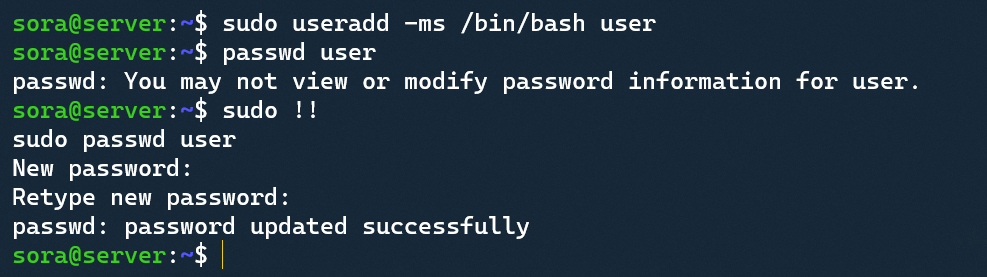 sora@server:~$ sudo useradd -ms /bin/bash user
sora@server:~$ passwd user
passwd: You may not view or modify password information for user.
sora@server:~$ sudo !!
sudo passwd user
New password:
Retype new password:
passwd: password updated successfully
sora@server:~$